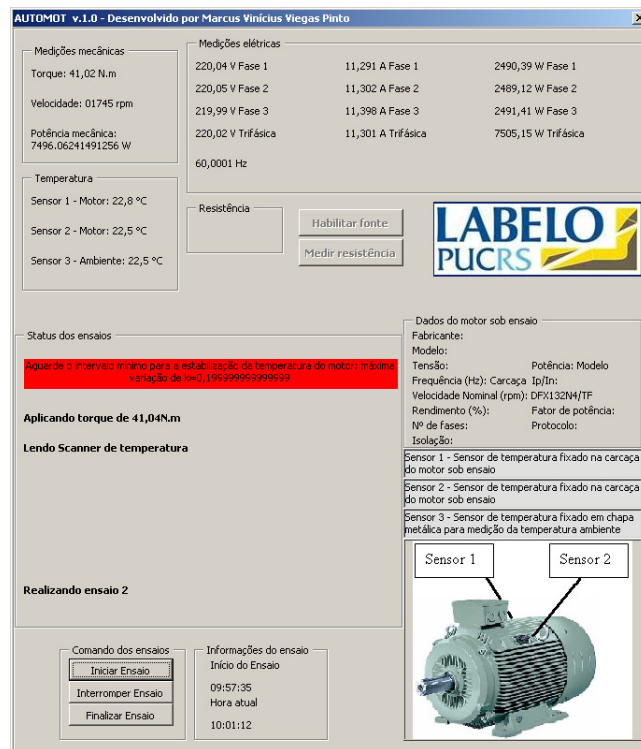 AUTOMOT v.1.0 - Desenvolvido por Marcus Vinícius Viegas Pinto
Medições mecânicas
Torque: 41,02 N.m
Velocidade: 01745 rpm
Potência mecânica:
7496.06241491256 W
Medições elétricas
220,04 V Fase 1 11,291 A Fase 1 2490,39 W Fase 1
220,05 V Fase 2 11,302 A Fase 2 2489,12 W Fase 2
219,99 V Fase 3 11,398 A Fase 3 2491,41 W Fase 3
220,02 V Trifásica 11,301 A Trifásica 7505,15 W Trifásica
60,0001 Hz
Temperatura
Sensor 1 - Motor: 22,8 ºC
Sensor 2 - Motor: 22,5 ºC
Sensor 3 - Ambiente: 22,5 ºC
Resistência
Habilitar fonte
Medir resistência
LABELO
PUCRS
Status dos ensaios
Aguarde o intervalo mínimo para a estabilização da temperatura do motor: máxima
variação de k=0,199999999999999
Aplicando torque de 41,04N.m
Lendo Scanner de temperatura
Realizando ensaio 2
Dados do motor sob ensaio
Fabricante:
Modelo:
Tensão: Potência: Modelo
Frequência (Hz): Carcaça Ip/In:
Velocidade Nominal (rpm): DFX132N4/TF
Rendimento (%): Fator de potência:
Nº de fases: Protocolo:
Isolação:
Sensor 1 - Sensor de temperatura fixado na carcaça
do motor sob ensaio
Sensor 2 - Sensor de temperatura fixado na carcaça
do motor sob ensaio
Sensor 3 - Sensor de temperatura fixado em chapa
metálica para medição da temperatura ambiente
Sensor 1 Sensor 2
Comando dos ensaios
Iniciar Ensaio
Interromper Ensaio
Finalizar Ensaio
Informações do ensaio
Início do Ensaio
09:57:35
Hora atual
10:01:12